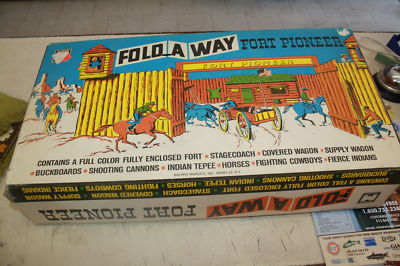 FOLD A WAY FORT PIONEER
FORT PIONEER
CONTAINS A FULL COLOR FULLY ENCLOSED FORT • STAGECOACH • COVERED WAGON • SUPPLY WAGON
• BUCKBOARDS • SHOOTING CANNONS • INDIAN TEPEE • HORSES • FIGHTING COWBOYS • FIERCE INDIANS
CONTAINS A FULL COLOR FULLY ENCLOSED FORT • STAGECOACH • COVERED WAGON • SUPPLY WAGON
BUCKBOARDS • SHOOTING CANNONS • INDIAN TEPEE • HORSES • FIGHTING COWBOYS • FIERCE INDIANS
FOLD A WAY FORT PIONEER